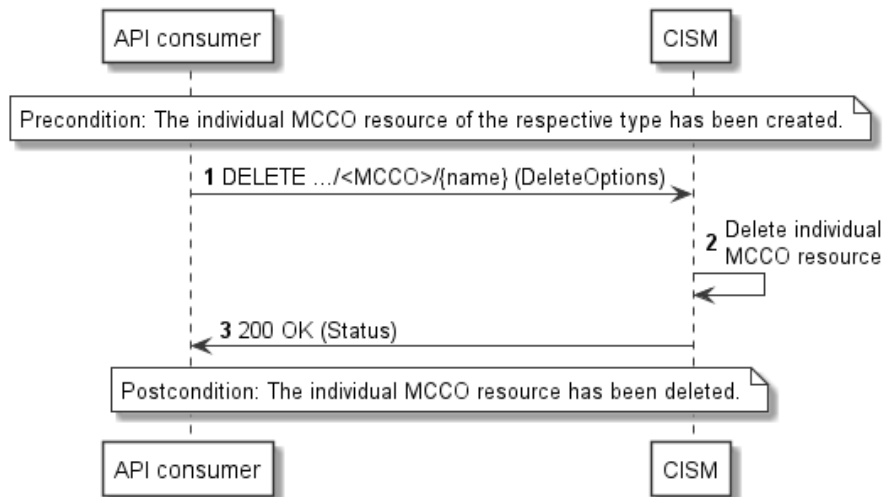 API consumer
CISM
Precondition: The individual MCCO resource of the respective type has been created.
1 DELETE .../<MCCO>/{name} (DeleteOptions)
2 Delete individual
MCCO resource
3 200 OK (Status)
Postcondition: The individual MCCO resource has been deleted.
API consumer
CISM